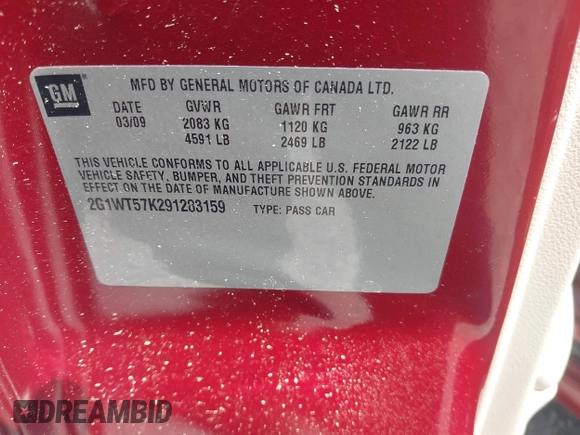 GM
MFD BY GENERAL MOTORS OF CANADA LTD.
DATE GVWR GAWR FRT GAWR RR
03/09 2083 KG 1120 KG 963 KG
4591 LB 2469 LB 2122 LB
THIS VEHICLE CONFORMS TO ALL APPLICABLE U.S. FEDERAL MOTOR
VEHICLE SAFETY, BUMPER, AND THEFT PREVENTION STANDARDS IN
EFFECT ON THE DATE OF MANUFACTURE SHOWN ABOVE.
2G1WT57K291283159 TYPE: PASS CAR
DREAMBID